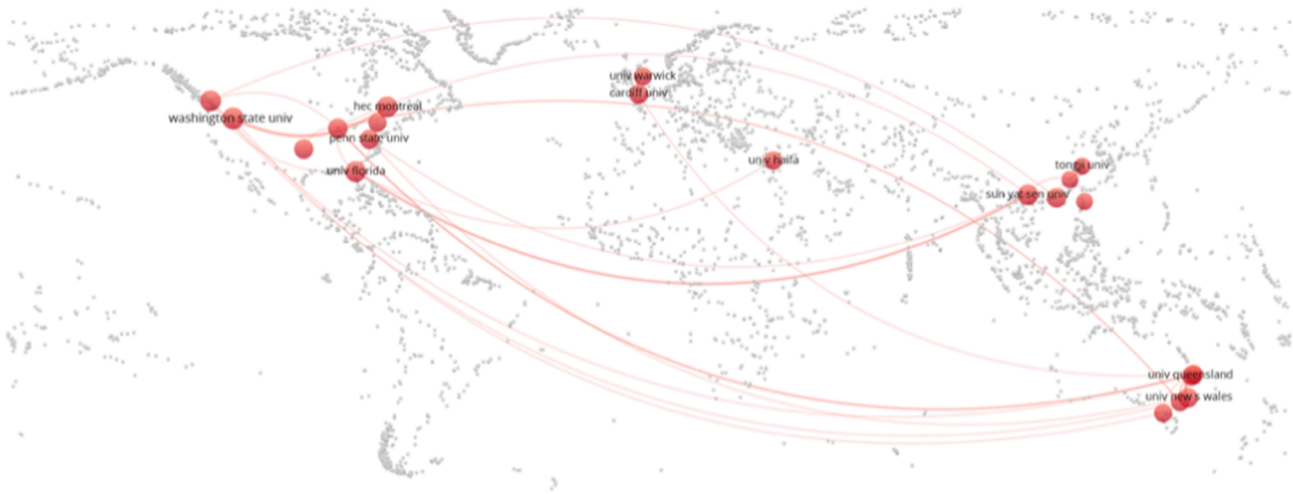 univ warwick
cardiff univ
hec montreal
washington state univ
penn state univ
univ florida
univ haifa
tongji univ
sun yat sen univ
univ queensland
univ new s wales